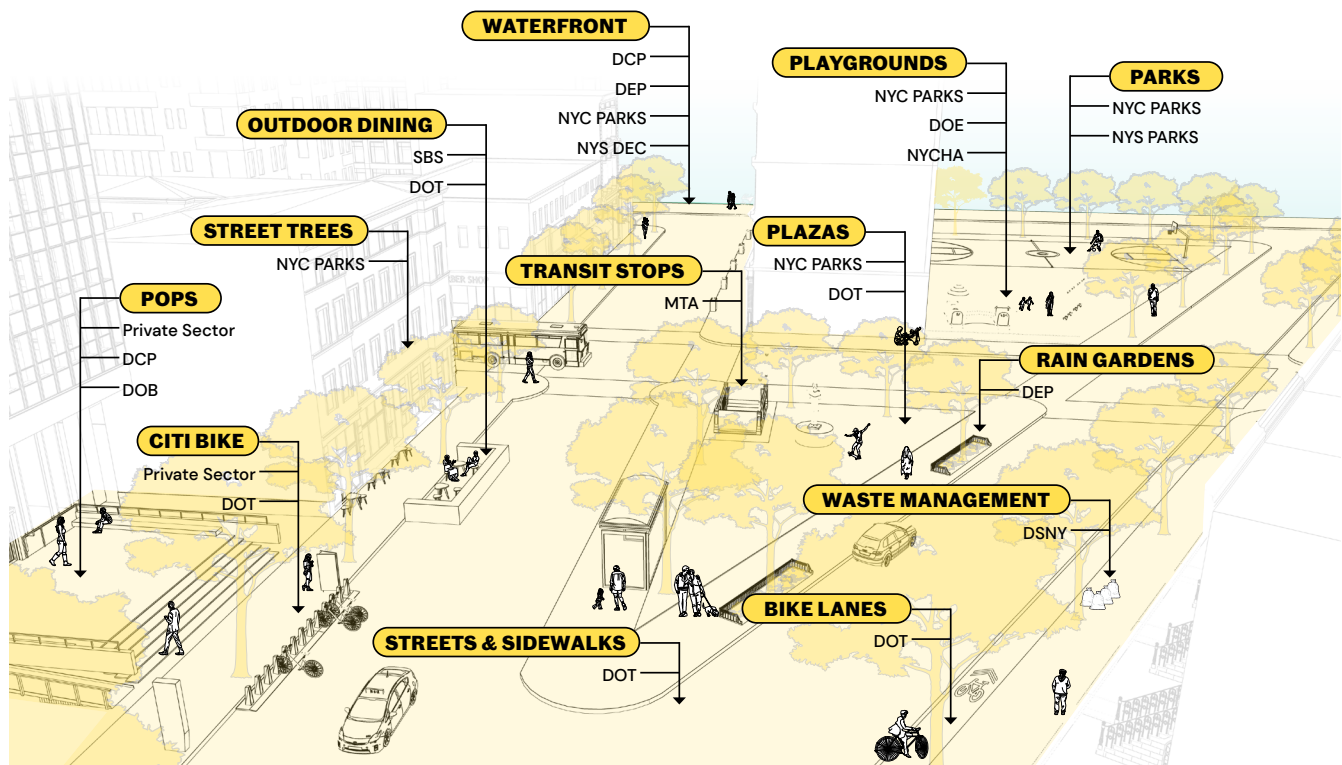 WATERFRONT
DCP
DEP
NYC PARKS
NYS DEC
PLAYGROUNDS
NYC PARKS
DOE
NYCHA
PARKS
NYC PARKS
NYS PARKS
OUTDOOR DINING
SBS
DOT
STREET TREES
NYC PARKS
PLAZAS
NYC PARKS
DOT
TRANSIT STOPS
MTA
POPS
Private Sector
DCP
DOB
RAIN GARDENS
DEP
CITI BIKE
Private Sector
DOT
WASTE MANAGEMENT
DSNY
BIKE LANES
DOT
STREETS & SIDEWALKS
DOT